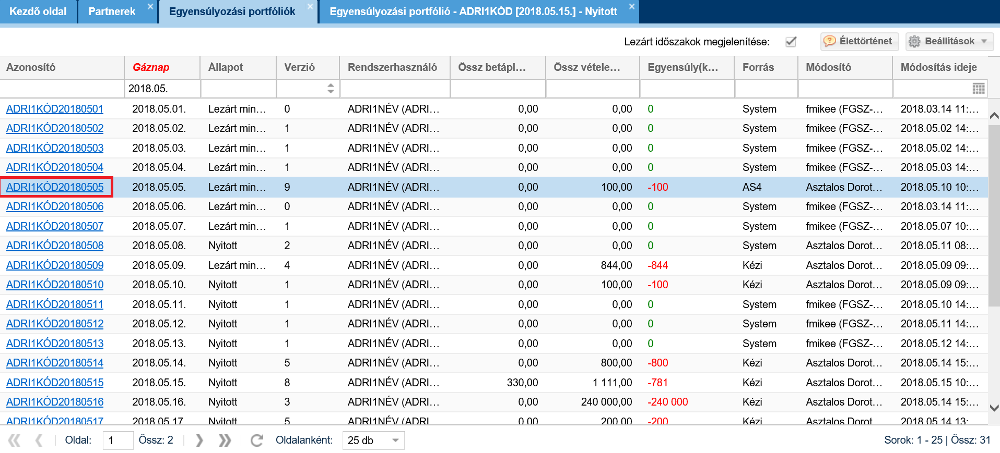 Kezdő oldal Partnerek Egyensúlyozási portfóliók Egyensúlyozási portfólió - ADRI1KÓD [2018.05.15.] - Nyitott
Lezárt időszakok megjelenítése: Élettörténet Beállítások
Azonosító Gáznap Állapot Verzió Rendszerhasználó Össz betápl... Össz vétele... Egyensúly(k... Forrás Módosító Módosítás ideje
2018.05.
ADRI1KÓD20180501 2018.05.01. Lezárt min... 0 ADRI1NÉV (ADRI... 0,00 0,00 0 System fmikee (FGSZ-... 2018.03.14 11:...
ADRI1KÓD20180502 2018.05.02. Lezárt min... 1 ADRI1NÉV (ADRI... 0,00 0,00 0 System fmikee (FGSZ-... 2018.05.02 14:...
ADRI1KÓD20180503 2018.05.03. Lezárt min... 1 ADRI1NÉV (ADRI... 0,00 0,00 0 System fmikee (FGSZ-... 2018.05.02 14:...
ADRI1KÓD20180504 2018.05.04. Lezárt min... 1 ADRI1NÉV (ADRI... 0,00 0,00 0 System fmikee (FGSZ-... 2018.05.03 14:...
ADRI1KÓD20180505 2018.05.05. Lezárt min... 9 ADRI1NÉV (ADRI... 0,00 100,00 -100 AS4 Asztalos Dorot... 2018.05.10 10:...
ADRI1KÓD20180506 2018.05.06. Lezárt min... 0 ADRI1NÉV (ADRI... 0,00 0,00 0 System fmikee (FGSZ-... 2018.03.14 11:...
ADRI1KÓD20180507 2018.05.07. Lezárt min... 1 ADRI1NÉV (ADRI... 0,00 0,00 0 System fmikee (FGSZ-... 2018.05.07 10:...
ADRI1KÓD20180508 2018.05.08. Nyitott 2 ADRI1NÉV (ADRI... 0,00 0,00 0 System Asztalos Dorot... 2018.05.11 08:...
ADRI1KÓD20180509 2018.05.09. Lezárt min... 4 ADRI1NÉV (ADRI... 0,00 844,00 -844 Kézi Asztalos Dorot... 2018.05.09 09:...
ADRI1KÓD20180510 2018.05.10. Nyitott 1 ADRI1NÉV (ADRI... 0,00 100,00 -100 Kézi Asztalos Dorot... 2018.05.09 09:...
ADRI1KÓD20180511 2018.05.11. Nyitott 1 ADRI1NÉV (ADRI... 0,00 0,00 0 System fmikee (FGSZ-... 2018.05.10 14:...
ADRI1KÓD20180512 2018.05.12. Nyitott 1 ADRI1NÉV (ADRI... 0,00 0,00 0 System fmikee (FGSZ-... 2018.05.11 14:...
ADRI1KÓD20180513 2018.05.13. Nyitott 1 ADRI1NÉV (ADRI... 0,00 0,00 0 System fmikee (FGSZ-... 2018.05.12 14:...
ADRI1KÓD20180514 2018.05.14. Nyitott 5 ADRI1NÉV (ADRI... 0,00 800,00 -800 Kézi Asztalos Dorot... 2018.05.14 15:...
ADRI1KÓD20180515 2018.05.15. Nyitott 8 ADRI1NÉV (ADRI... 330,00 1 111,00 -781 Kézi Asztalos Dorot... 2018.05.15 10:...
ADRI1KÓD20180516 2018.05.16. Nyitott 3 ADRI1NÉV (ADRI... 0,00 240 000,00 -240 000 Kézi Asztalos Dorot... 2018.05.14 15:...
ADRI1KÓD20180517 2018.05.17 Nyitott 5 ADRI1NÉV (ADRI 0,00 200,00 -200 Kézi Asztalos Dorot 2018.05.14 13:
Oldal: 1 Össz: 2 Oldalanként: 25 db Sorok: 1 - 25 | Össz: 31